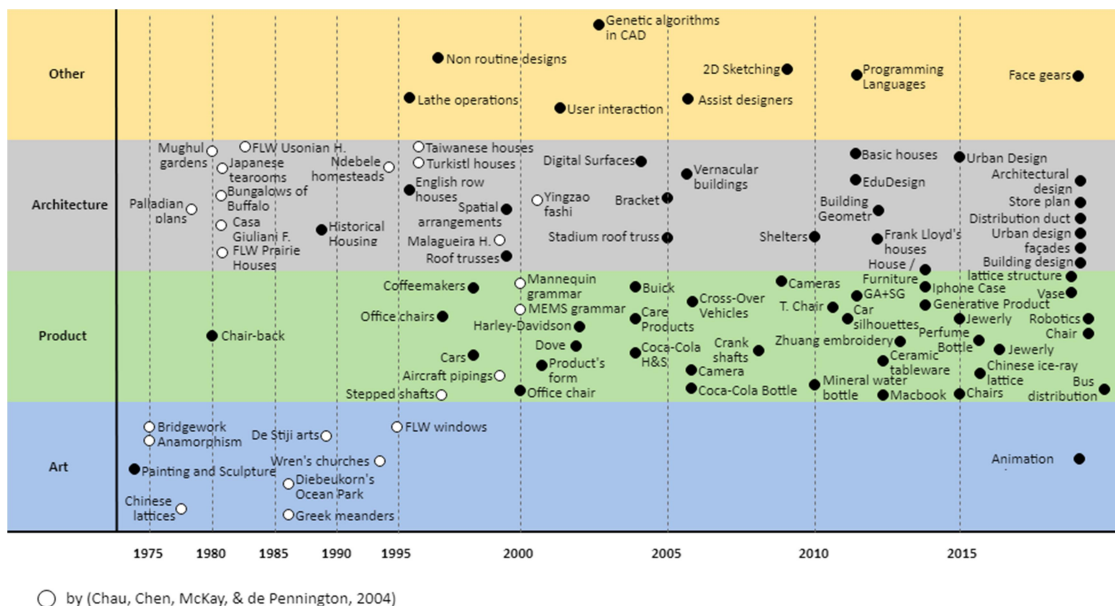 Other
Genetic algorithms
in CAD
Non routine designs
2D Sketching
Programming
Languages
Face gears
Lathe operations
User interaction
Assist designers
Architecture
Mughul
gardens
FLW Usonian H.
Japanese
tearooms
Bungalows of
Buffalo
Palladian
plans
Casa
Giuliani F.
FLW Prairie
Houses
Historical
Housing
Ndebele
homesteads
Taiwanese houses
Turkistl houses
English row
houses
Spatial
arrangements
Malagueira H.
Roof trusses
Yingzao
fashi
Digital Surfaces
Vernacular
buildings
Bracket
Stadium roof truss
Basic houses
EduDesign
Building
Geometr
Shelters
Frank Lloyd's
houses
House /
Furniture
Urban Design
Architectural
design
Store plan
Distribution duct
Urban design
façades
Building design
Product
Chair-back
Coffeemakers
Office chairs
Cars
Aircraft pipings
Stepped shafts
Mannequin
grammar
MEMS grammar
Harley-Davidson
Dove
Product's
form
Office chair
Buick
Care
Products
Coca-Cola
H&S
Cross-Over
Vehicles
Camera
Coca-Cola Bottle
Crank
shafts
Cameras
T. Chair
GA+SG
Car
silhouettes
Zhuang embroidery
Ceramic
tableware
Mineral water
bottle
Macbook
Iphone Case
Generative Product
Jewerly
Perfume
Bottle
Jewerly
Chinese ice-ray
lattice
Chairs
lattice structure
Vase
Robotics
Chair
Bus
distribution
Art
Bridgework
Anamorphism
Painting and Sculpture
Chinese
lattices
De Stiji arts
Wren's churches
Diebeukorn's
Ocean Park
Greek meanders
FLW windows
Animation
1975
1980
1985
1990
1995
2000
2005
2010
2015
by (Chau, Chen, McKay, & de Pennington, 2004)